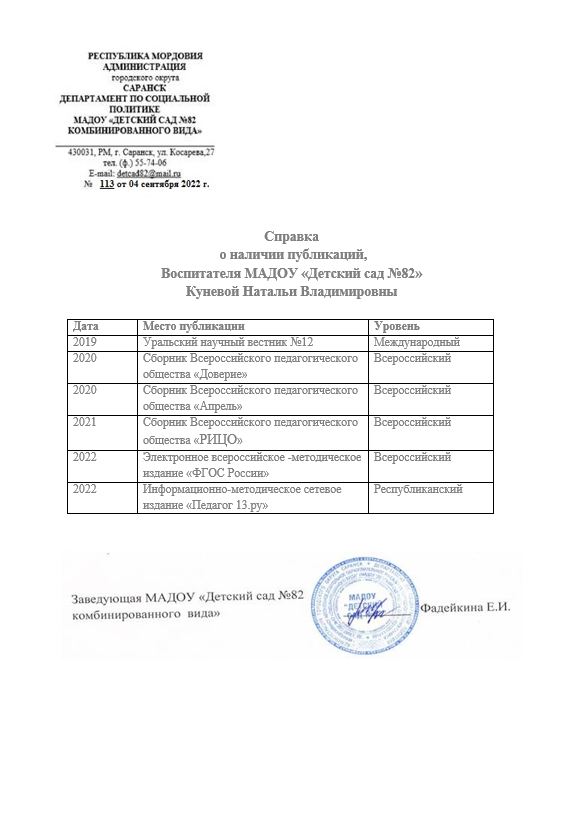 РЕСПУБЛИКА МОРДОВИЯ
АДМИНИСТРАЦИЯ
городского округа
САРАНСК
ДЕПАРТАМЕНТ ПО СОЦИАЛЬНОЙ
ПОЛИТИКЕ
МАДОУ «ДЕТСКИЙ САД №82
КОМБИНИРОВАННОГО ВИДА»
430031, РМ, г. Саранск, ул. Косарева,27
тел. (ф.) 55-74-06
E-mail: detcad82@mail.ru
№ 113 от 04 сентября 2022 г.
Справка
о наличии публикаций,
Воспитателя МАДОУ «Детский сад №82»
Куневой Натальи Владимировны
Дата Место публикации Уровень
2019 Уральский научный вестник №12 Международный
2020 Сборник Всероссийского педагогического Всероссийский
общества «Доверие»
2020 Сборник Всероссийского педагогического Всероссийский
общества «Апрель»
2021 Сборник Всероссийского педагогического Всероссийский
общества «РИЦО»
2022 Электронное всероссийское -методическое Всероссийский
издание «ФГОС России»
2022 Информационно-методическое сетевое Республиканский
издание «Педагог 13.ру»
Заведующая МАДОУ «Детский сад №82
комбинированного вида»
МАДОУ
"ДЕТСКИЙ
Фадейкина Е.И.